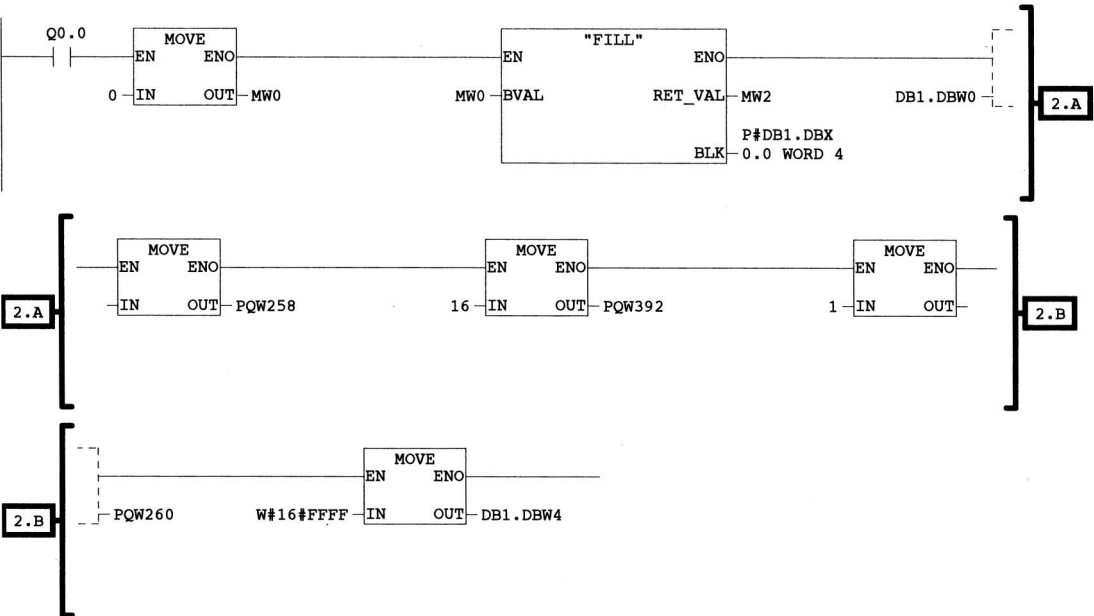 Q0.0
MOVE
EN ENO
0 IN OUT MW0
"FILL"
EN ENO
MW0 BVAL RET_VAL MW2
P#DB1.DBX
BLK 0.0 WORD 4
DB1.DBW0
2.A
2.A
MOVE
EN ENO
IN OUT PQW258
MOVE
EN ENO
16 IN OUT PQW392
MOVE
EN ENO
1 IN OUT
2.B
2.B
PQW260
MOVE
EN ENO
W#16#FFFF IN OUT DB1.DBW4